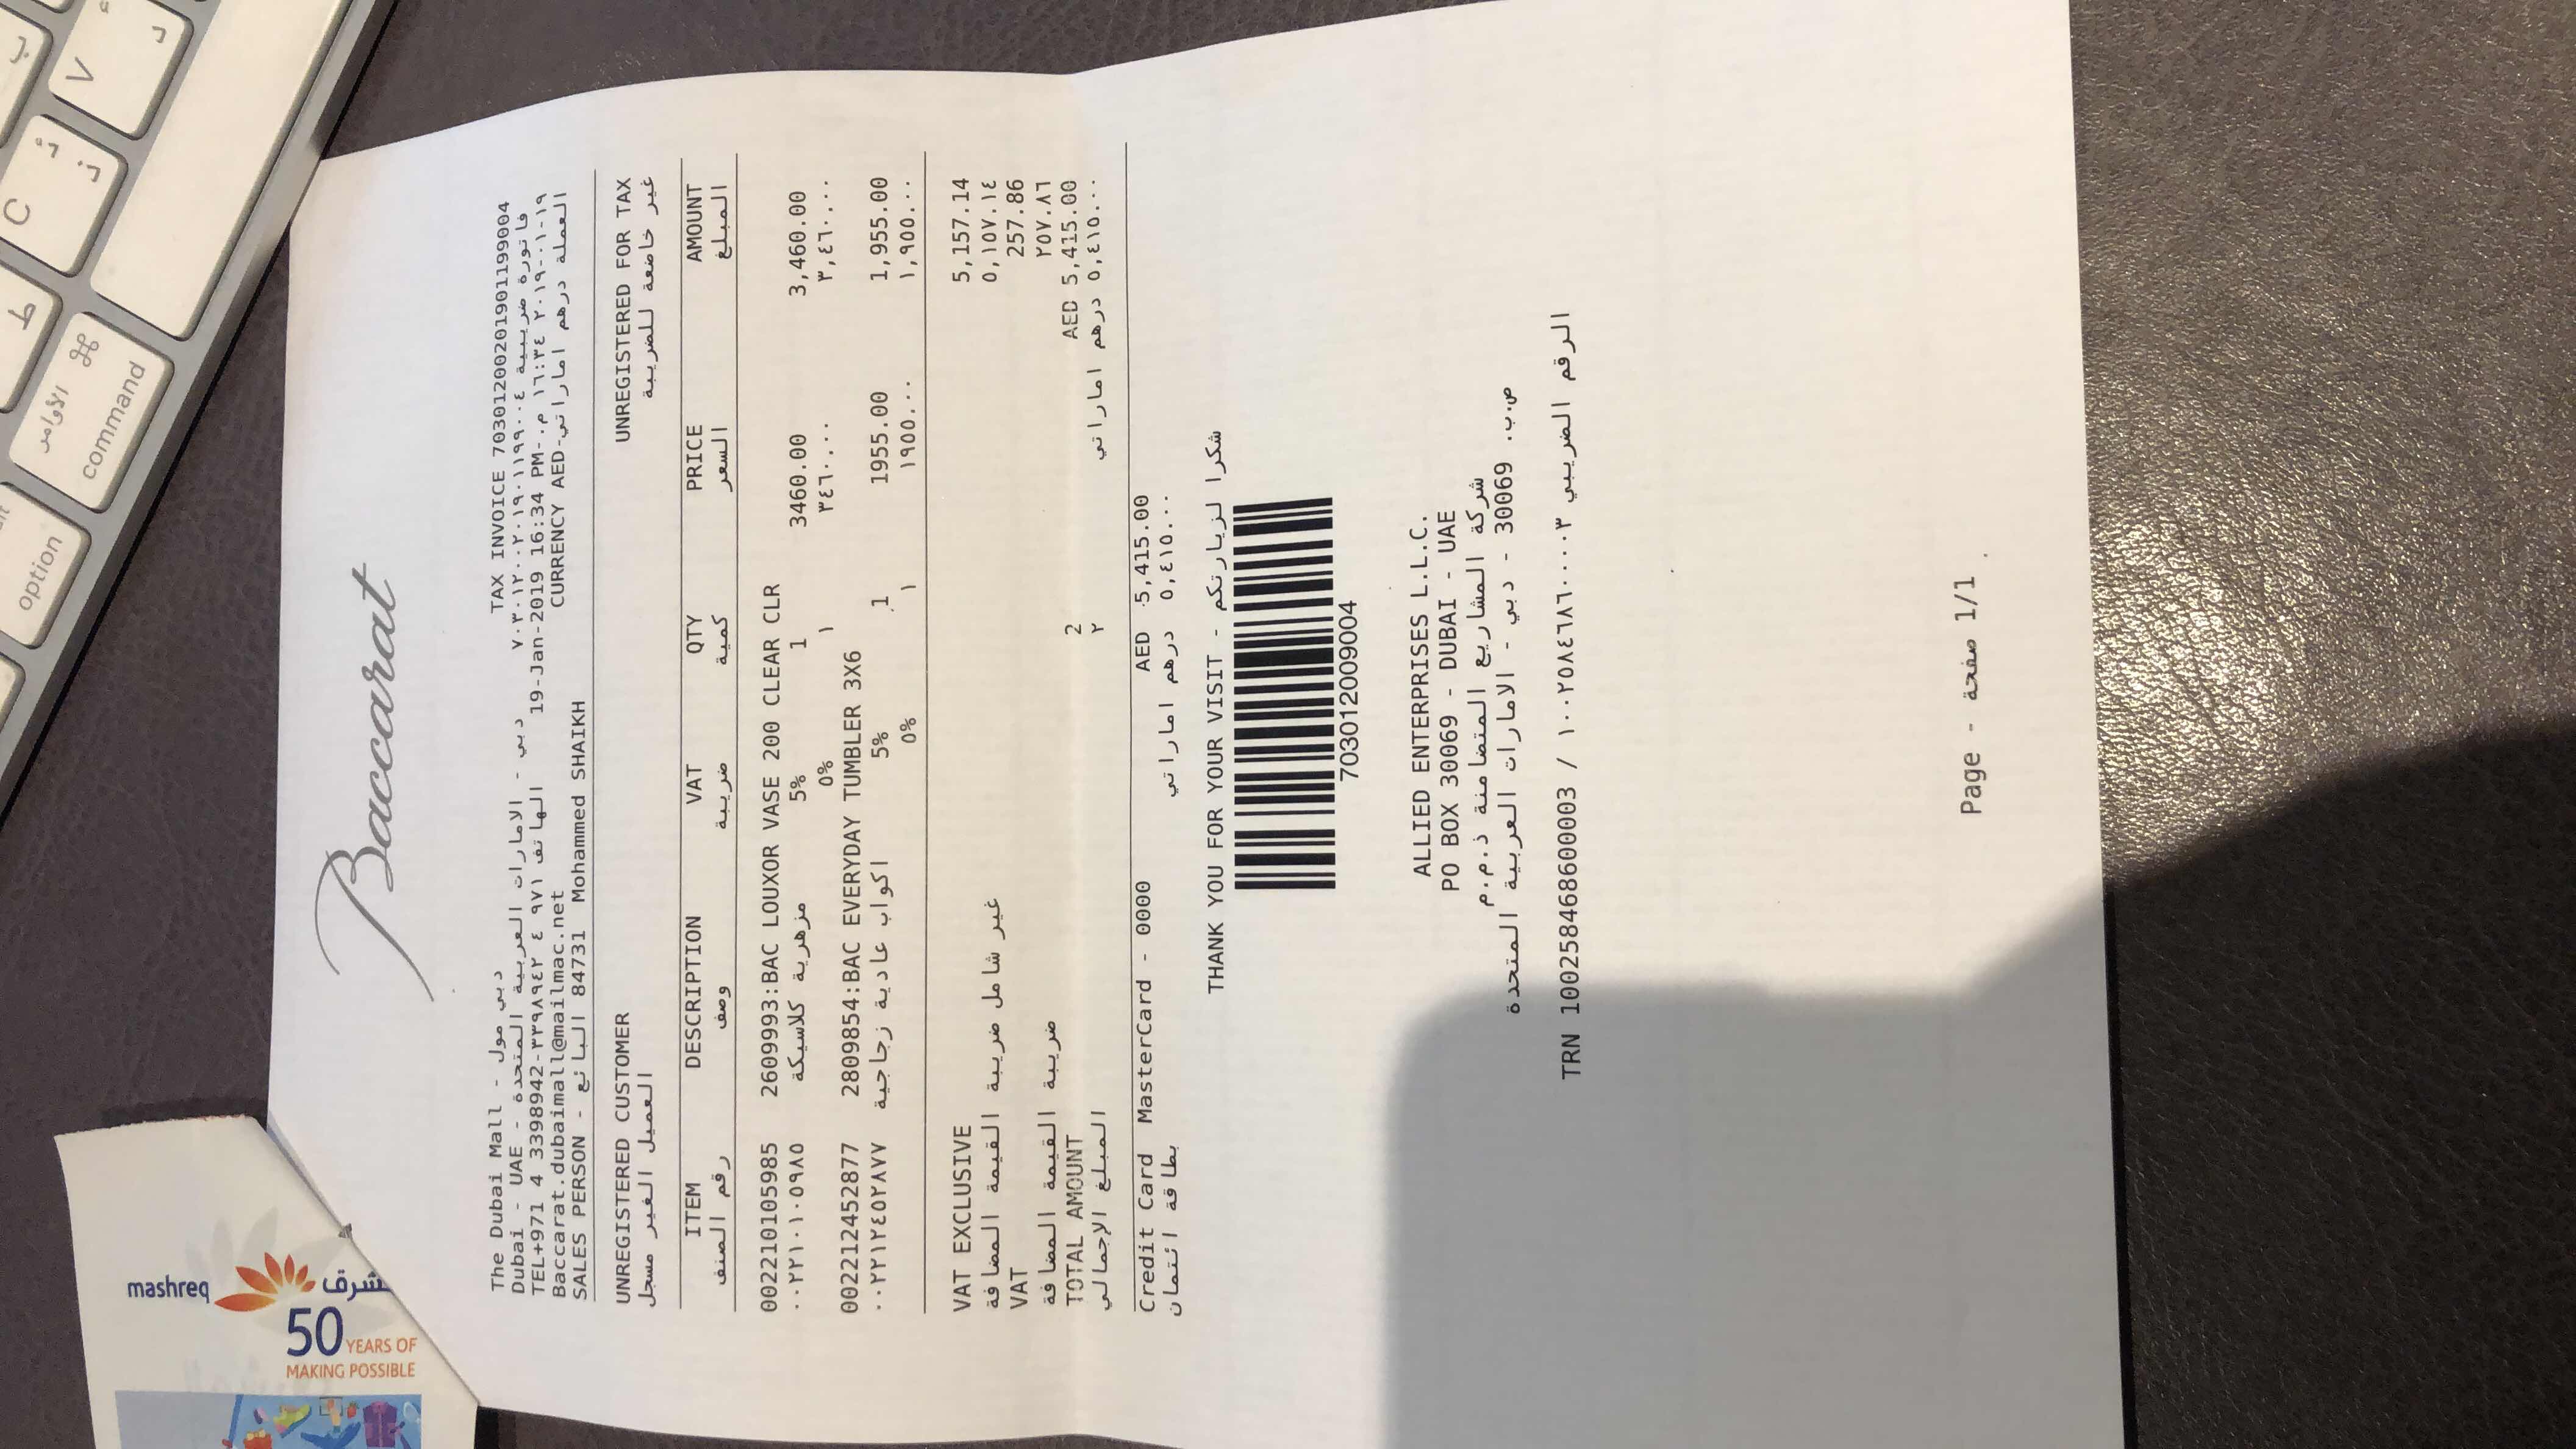 option
الأوامر ⌘
command
C
V
mashreq
50
YEARS OF
MAKING POSSIBLE
Baccarat
The Dubai Mall - دبي مول
TAX INVOICE 70301200201901199004
Dubai - UAE - دبي - الامارات العربية المتحدة
فاتورة ضريبية ٧٠٣٠١٢٠٠٢٠١٩٠١١٩٩٠٠٤
TEL+971 4 3398942-٣٣٩٨٩٤٢ ٤ ٩٧١ الهاتف
19-Jan-2019 16:34 PM-.م ١٦:٣٤ ٢٠١٩-٠١-١٩
Baccarat.dubaimall@mailmac.net
CURRENCY AED-العملة درهم اماراتي
SALES PERSON - البائع 84731 Mohammed SHAIKH
UNREGISTERED CUSTOMER UNREGISTERED FOR TAX
العميل الغير مسجل غير خاضعة للضريبة
ITEM DESCRIPTION VAT QTY PRICE AMOUNT
رقم الصنف وصف ضريبة كمية السعر المبلغ
002210105985 2609993:BAC LOUXOR VASE 200 CLEAR CLR
٠٠٢٢١٠١٠٥٩٨٥ مزهرية كلاسيكة 5% 1 3460.00 3,460.00
٥% ١ ٣٤٦٠.٠٠ ٣,٤٦٠.٠٠
002212452877 2809854:BAC EVERYDAY TUMBLER 3X6
٠٠٢٢١٢٤٥٢٨٧٧ اكواب عادية زجاجية 5% 1 1955.00 1,955.00
٥% ١ ١٩٥٥.٠٠ ١,٩٥٥.٠٠
VAT EXCLUSIVE 5,157.14
غير شامل ضريبة القيمة المضافة ٥,١٥٧.١٤
VAT 257.86
ضريبة القيمة المضافة ٢٥٧.٨٦
TOTAL AMOUNT 2 AED 5,415.00
المبلغ الإجمالي ٢ ٥,٤١٥.٠٠ درهم اماراتي
Credit Card MasterCard - 0000 AED 5,415.00
بطاقة ائتمان ٥,٤١٥.٠٠ درهم اماراتي
THANK YOU FOR YOUR VISIT - شكرا لزيارتكم
703012009004
ALLIED ENTERPRISES L.L.C.
PO BOX 30069 - DUBAI - UAE
شركة المشاريع المتضامنة ذ.م.م
ص.ب. 30069 - دبي - الامارات العربية المتحدة
TRN 100258468600003 / الرقم الضريبي ١٠٠٢٥٨٤٦٨٦٠٠٠٠٣
Page - صفحة 1/1